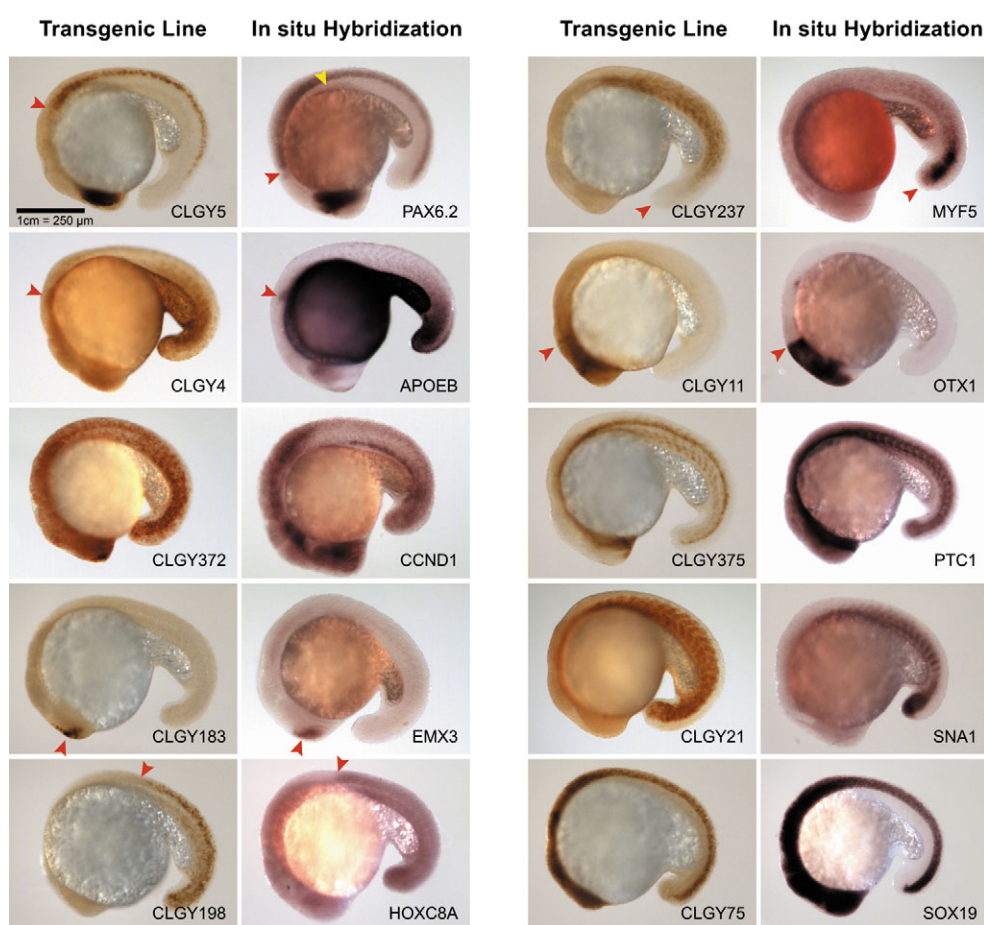 Transgenic Line In situ Hybridization Transgenic Line In situ Hybridization
CLGY5 PAX6.2 CLGY237 MYF5
1cm = 250 µm
CLGY4 APOEB CLGY11 OTX1
CLGY372 CCND1 CLGY375 PTC1
CLGY183 EMX3 CLGY21 SNA1
CLGY198 HOXC8A CLGY75 SOX19